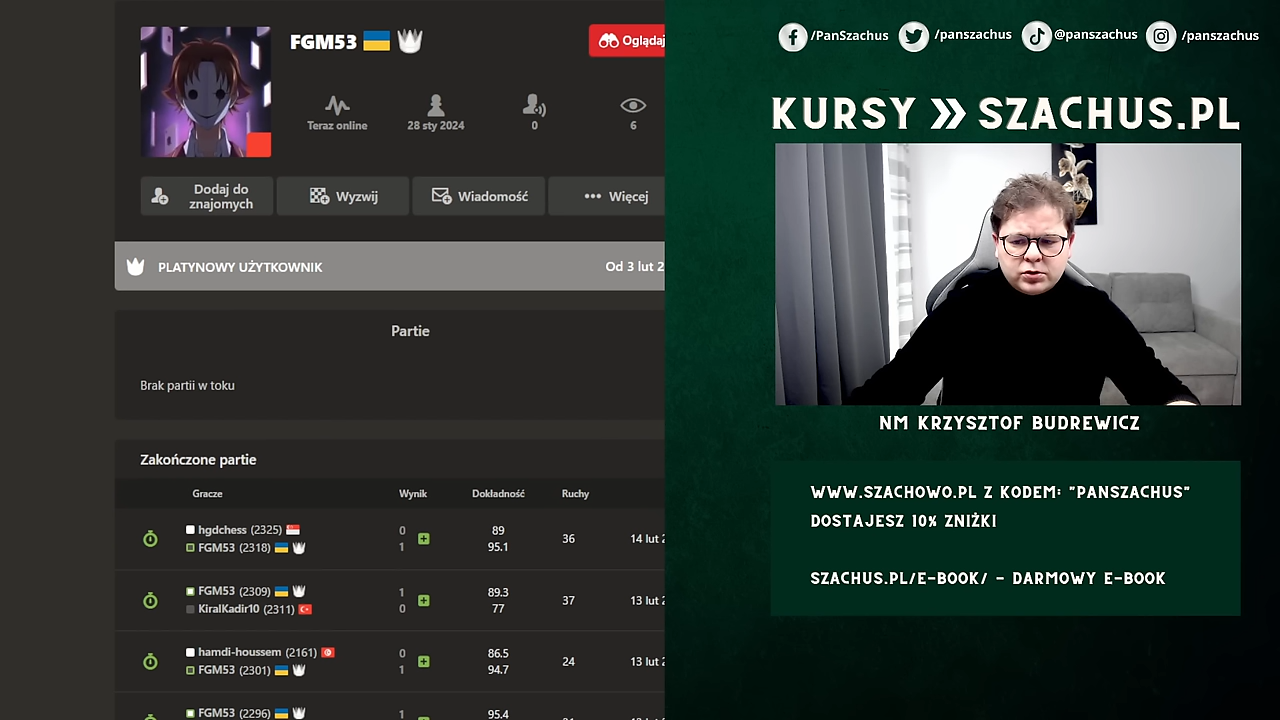 FGM53
Oglądaj
Teraz online
28 sty 2024
0
6
Dodaj do znajomych
Wyzwij
Wiadomość
Więcej
PLATYNOWY UŻYTKOWNIK
Od 3 lut 2
Partie
Brak partii w toku
Zakończone partie
Gracze Wynik Dokładność Ruchy
hgdchess (2325) 0 89
FGM53 (2318) 1 95.1
36 14 lut 2
FGM53 (2309) 1 89.3
KiralKadir10 (2311) 0 77
37 13 lut 2
hamdi-houssem (2161) 0 86.5
FGM53 (2301) 1 94.7
24 13 lut 2
FGM53 (2296) 1 95.4
/PanSzachus /panszachus @panszachus /panszachus
KURSY >> SZACHUS.PL
NM KRZYSZTOF BUDREWICZ
WWW.SZACHOWO.PL Z KODEM: "PANSZACHUS"
DOSTAJESZ 10% ZNIŻKI
SZACHUS.PL/E-BOOK/ - DARMOWY E-BOOK